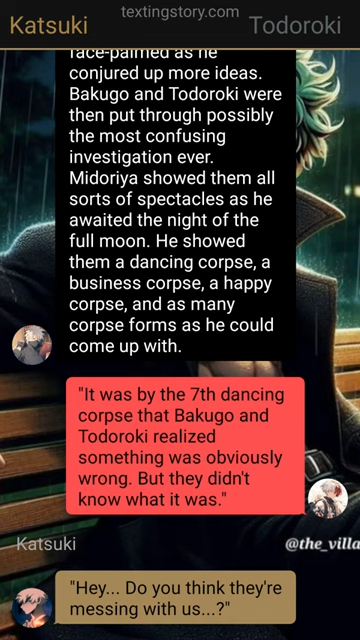 textingstory.com
Katsuki
Todoroki
face-palmed as he
conjured up more ideas.
Bakugo and Todoroki were
then put through possibly
the most confusing
investigation ever.
Midoriya showed them all
sorts of spectacles as he
awaited the night of the
full moon. He showed
them a dancing corpse, a
business corpse, a happy
corpse, and as many
corpse forms as he could
come up with.
"It was by the 7th dancing
corpse that Bakugo and
Todoroki realized
something was obviously
wrong. But they didn't
know what it was."
Katsuki
@the_villa
"Hey... Do you think they're
messing with us...?"